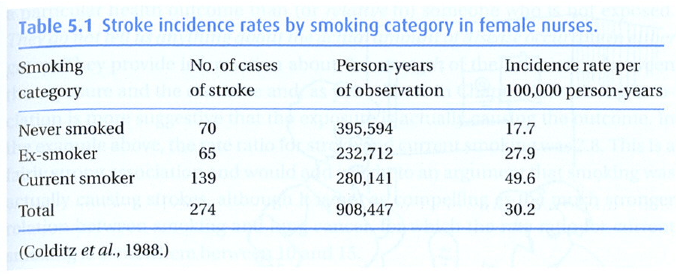 Table 5.1 Stroke incidence rates by smoking category in female nurses.
Smoking No. of cases Person-years Incidence rate per
category of stroke of observation 100,000 person-years
Never smoked 70 395,594 17.7
Ex-smoker 65 232,712 27.9
Current smoker 139 280,141 49.6
Total 274 908,447 30.2
(Colditz et al., 1988.)